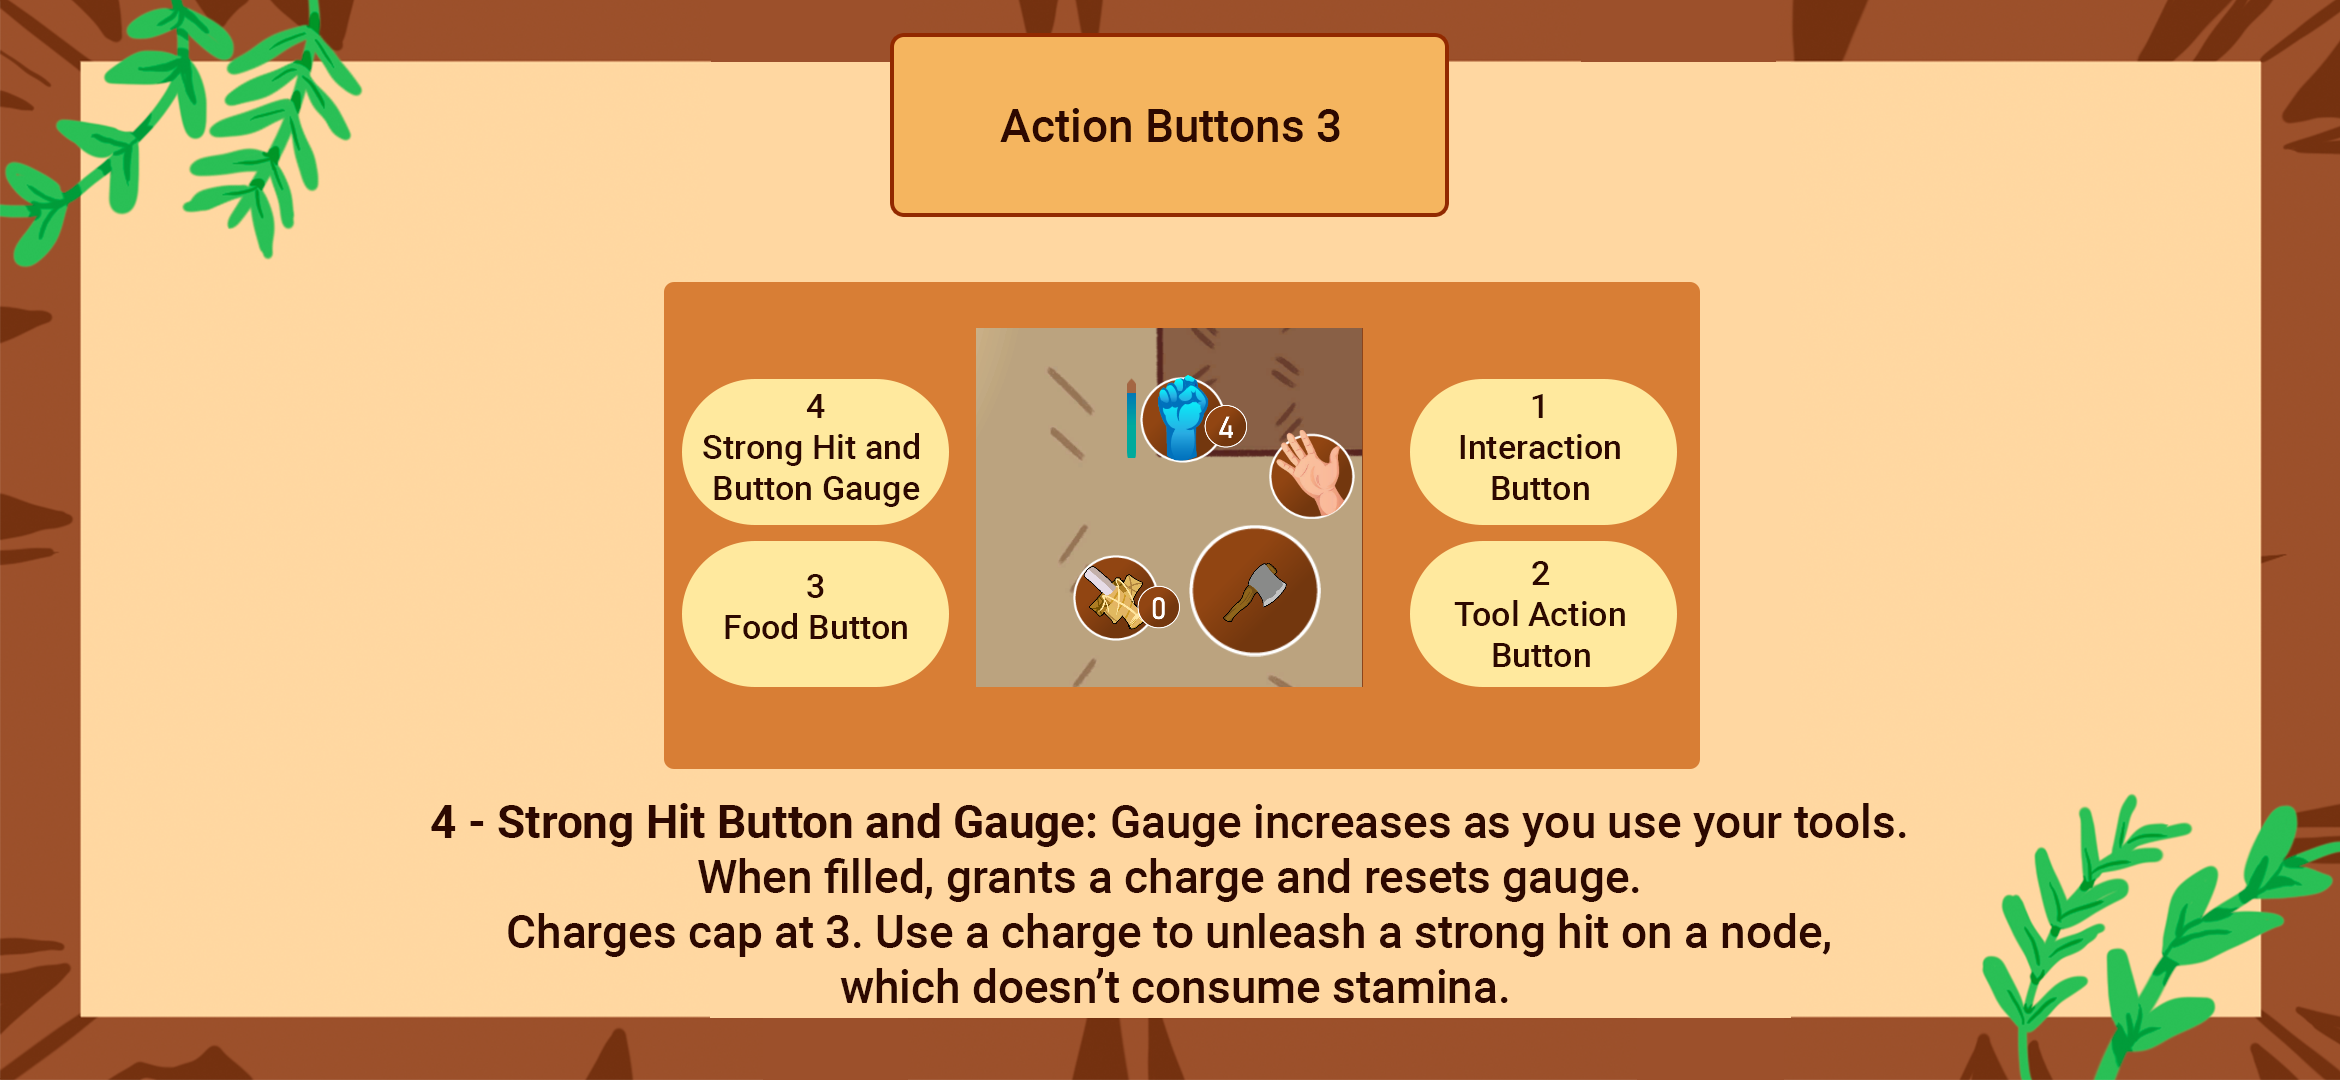 Action Buttons 3
4
Strong Hit and
Button Gauge
3
Food Button
4
0
1
Interaction
Button
2
Tool Action
Button
4 - Strong Hit Button and Gauge: Gauge increases as you use your tools.
When filled, grants a charge and resets gauge.
Charges cap at 3. Use a charge to unleash a strong hit on a node,
which doesn’t consume stamina.